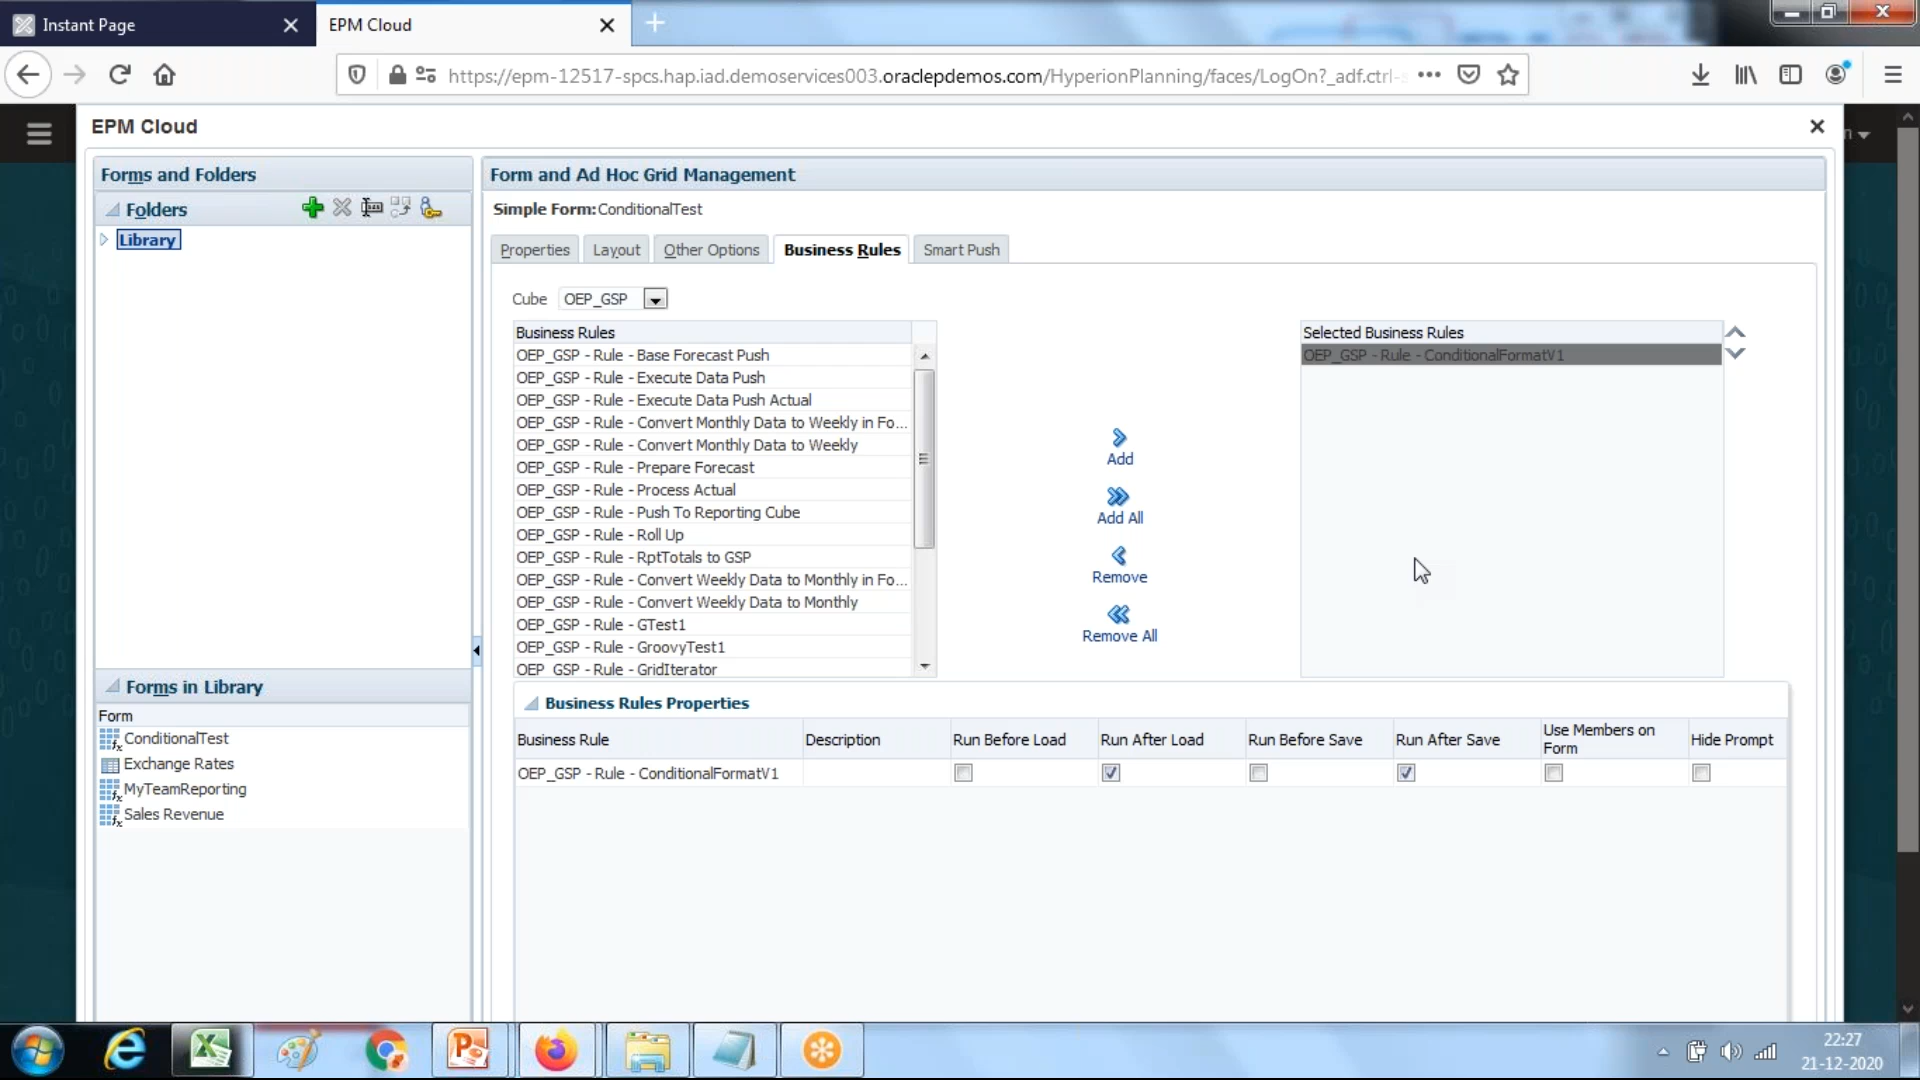 Instant Page
EPM Cloud
https://epm-12517-spcs.hap.iad.demoservices003.oraclepdemos.com/HyperionPlanning/faces/LogOn?_adf.ctrl-
EPM Cloud
Forms and Folders
Folders
Library
Forms in Library
Form
ConditionalTest
Exchange Rates
MyTeamReporting
Sales Revenue
Form and Ad Hoc Grid Management
Simple Form:ConditionalTest
Properties Layout Other Options Business Rules Smart Push
Cube OEP_GSP
Business Rules
OEP_GSP - Rule - Base Forecast Push
OEP_GSP - Rule - Execute Data Push
OEP_GSP - Rule - Execute Data Push Actual
OEP_GSP - Rule - Convert Monthly Data to Weekly in Fo...
OEP_GSP - Rule - Convert Monthly Data to Weekly
OEP_GSP - Rule - Prepare Forecast
OEP_GSP - Rule - Process Actual
OEP_GSP - Rule - Push To Reporting Cube
OEP_GSP - Rule - Roll Up
OEP_GSP - Rule - RptTotals to GSP
OEP_GSP - Rule - Convert Weekly Data to Monthly in Fo...
OEP_GSP - Rule - Convert Weekly Data to Monthly
OEP_GSP - Rule - GTest1
OEP_GSP - Rule - GroovyTest1
OEP_GSP - Rule - GridIterator
Add
Add All
Remove
Remove All
Selected Business Rules
OEP_GSP - Rule - ConditionalFormatV1
Business Rules Properties
Business Rule Description Run Before Load Run After Load Run Before Save Run After Save Use Members on Form Hide Prompt
OEP_GSP - Rule - ConditionalFormatV1
22:27
21-12-2020